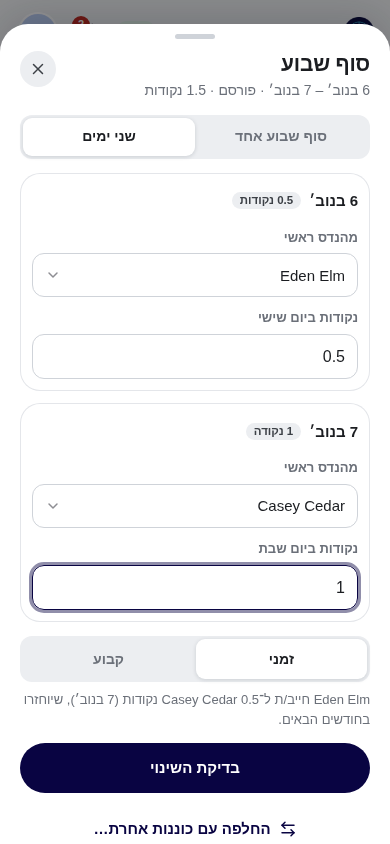 סוף שבוע
6 בנוב׳ – 7 בנוב׳ · פורסם · 1.5 נקודות
סוף שבוע אחד
שני ימים
6 בנוב׳ 0.5 נקודות
מהנדס ראשי
Eden Elm
נקודות ביום שישי
0.5
7 בנוב׳ 1 נקודה
מהנדס ראשי
Casey Cedar
נקודות ביום שבת
1
זמני
קבוע
Eden Elm חייב/ת ל־Casey Cedar 0.5 נקודות (7 בנוב׳), שיוחזרו
בחודשים הבאים.
בדיקת השינוי
החלפה עם כוננות אחרת…